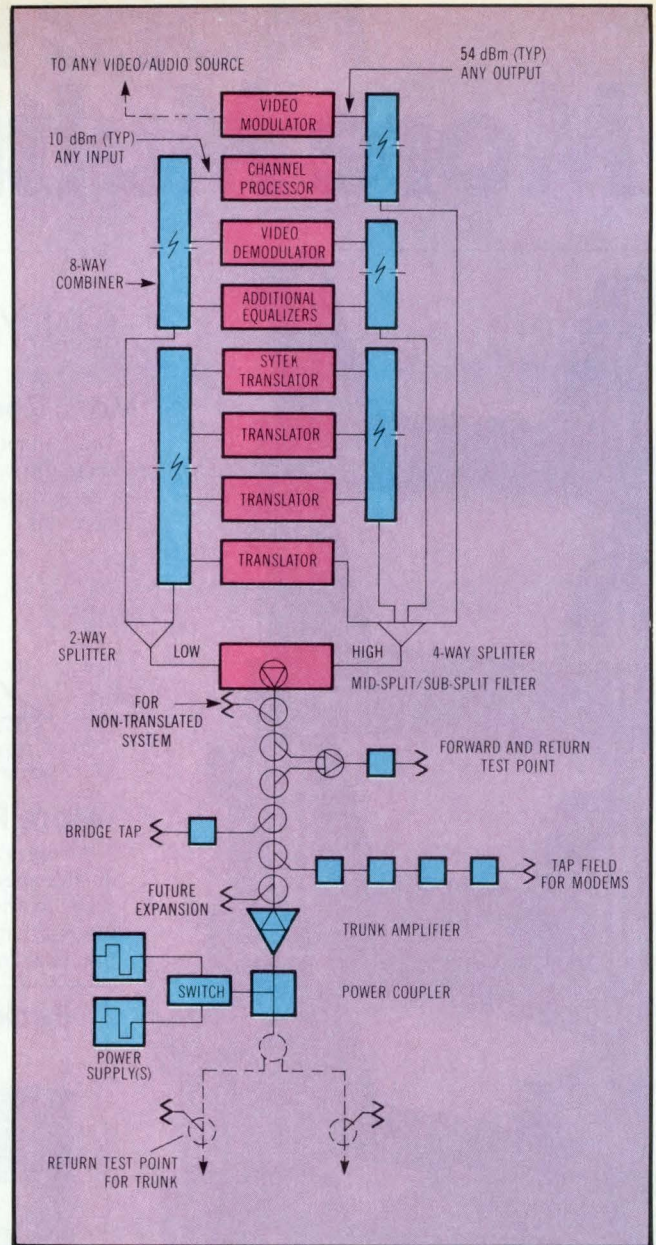 TO ANY VIDEO/AUDIO SOURCE
54 dBm (TYP)
ANY OUTPUT
VIDEO
MODULATOR
10 dBm (TYP)
ANY INPUT
CHANNEL
PROCESSOR
8-WAY
COMBINER
VIDEO
DEMODULATOR
ADDITIONAL
EQUALIZERS
SYTEK
TRANSLATOR
TRANSLATOR
TRANSLATOR
TRANSLATOR
2-WAY
SPLITTER
LOW
HIGH
4-WAY SPLITTER
MID-SPLIT/SUB-SPLIT FILTER
FOR
NON-TRANSLATED
SYSTEM
FORWARD AND RETURN
TEST POINT
BRIDGE TAP
TAP FIELD
FOR MODEMS
FUTURE
EXPANSION
TRUNK AMPLIFIER
SWITCH
POWER COUPLER
POWER
SUPPLY(S)
RETURN TEST POINT
FOR TRUNK